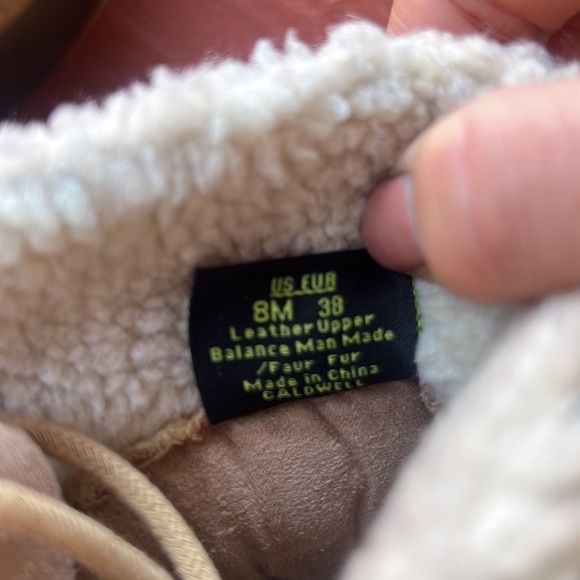 US EUR
8M 38
Leather Upper
Balance Man Made
/Faur Fur
Made in China
CALDWELL